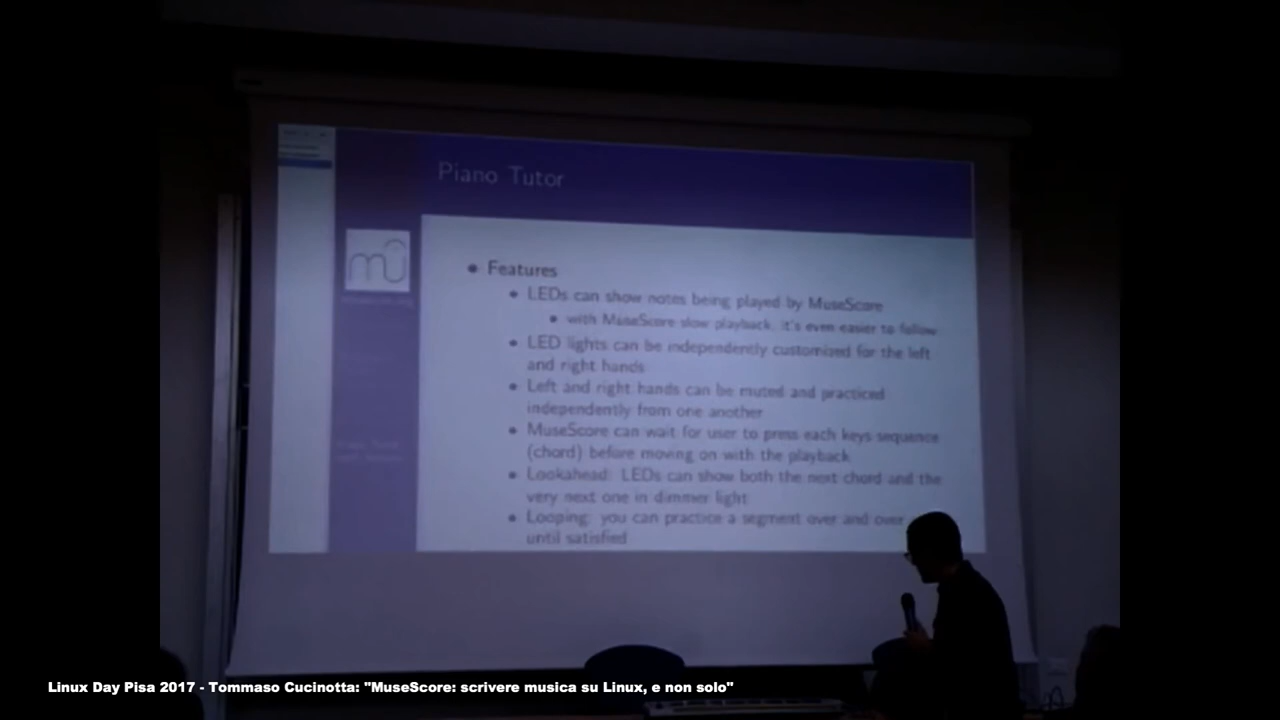 Piano Tutor
mu
Features
LEDs can show notes being played by MuseScore
with MuseScore slow playback, it's even easier to follow
LED lights can be independently customized for the left
and right hands
Left and right hands can be muted and practiced
independently from one another
MuseScore can wait for user to press each keys sequence
(chord) before moving on with the playback
Lookahead: LEDs can show both the next chord and the
very next one in dimmer light
Looping: you can practice a segment over and over
until satisfied
Linux Day Pisa 2017 - Tommaso Cucinotta: "MuseScore: scrivere musica su Linux, e non solo"